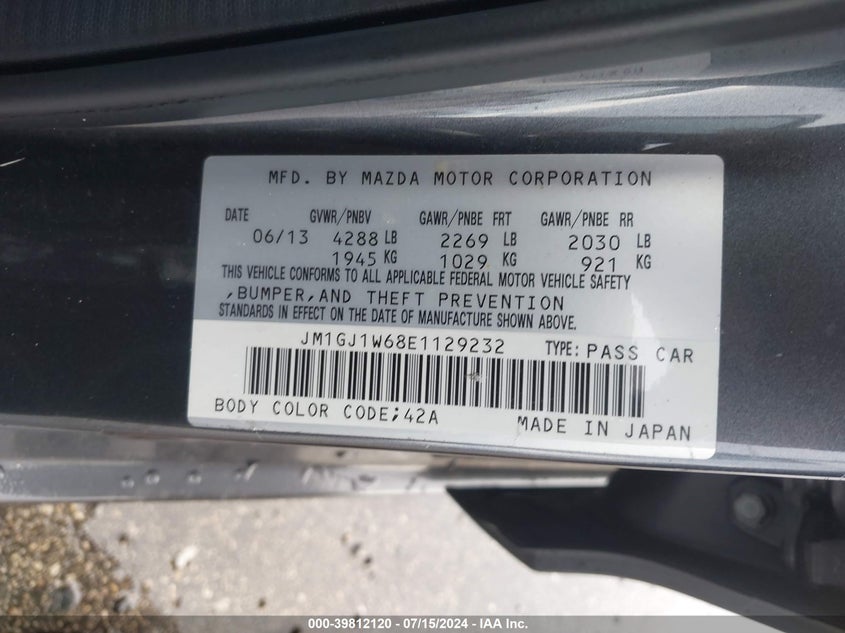 MFD. BY MAZDA MOTOR CORPORATION
DATE GVWR/PNBV GAWR/PNBE FRT GAWR/PNBE RR
06/13 4288 LB 2269 LB 2030 LB
1945 KG 1029 KG 921 KG
THIS VEHICLE CONFORMS TO ALL APPLICABLE FEDERAL MOTOR VEHICLE SAFETY
,BUMPER,AND THEFT PREVENTION
STANDARDS IN EFFECT ON THE DATE OF MANUFACTURE SHOWN ABOVE.
JM1GJ1W68E1129232 TYPE: PASS CAR
BODY COLOR CODE;42A MADE IN JAPAN
000-39812120 - 07/15/2024 - IAA Inc.